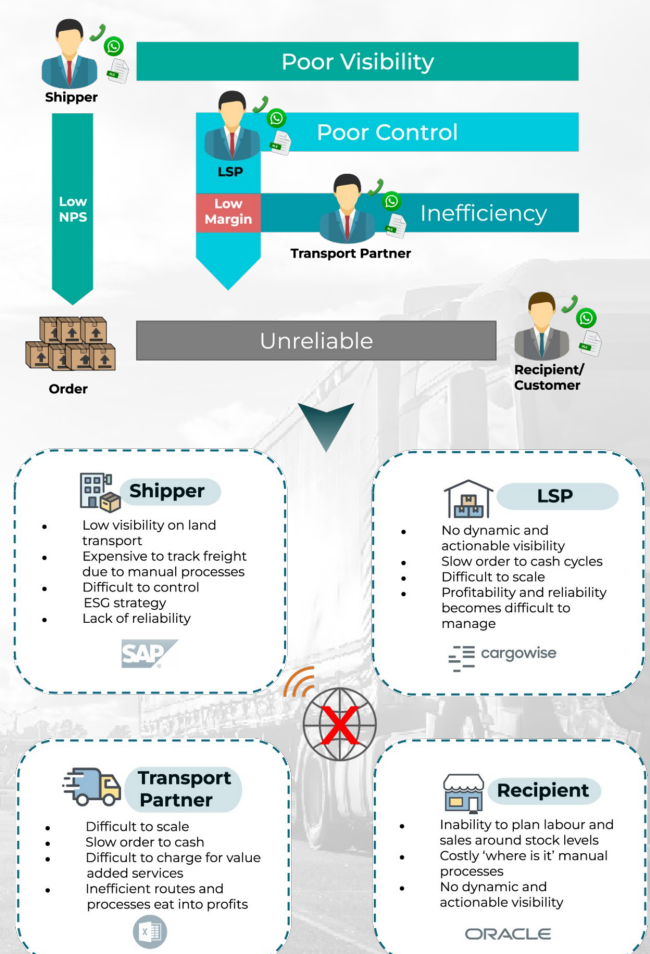 Poor Visibility
Shipper
Poor Control
LSP
Low
NPS
Low
Margin
Inefficiency
Transport Partner
Unreliable
Order
Recipient/
Customer
Shipper
• Low visibility on land
transport
• Expensive to track freight
due to manual processes
• Difficult to control
ESG strategy
• Lack of reliability
SAP
LSP
• No dynamic and
actionable visibility
• Slow order to cash cycles
• Difficult to scale
• Profitability and reliability
becomes difficult to
manage
cargowise
X
Transport
Partner
• Difficult to scale
• Slow order to cash
• Difficult to charge for value
added services
• Inefficient routes and
processes eat into profits
X
Recipient
• Inability to plan labour and
sales around stock levels
• Costly ‘where is it’ manual
processes
• No dynamic and
actionable visibility
ORACLE